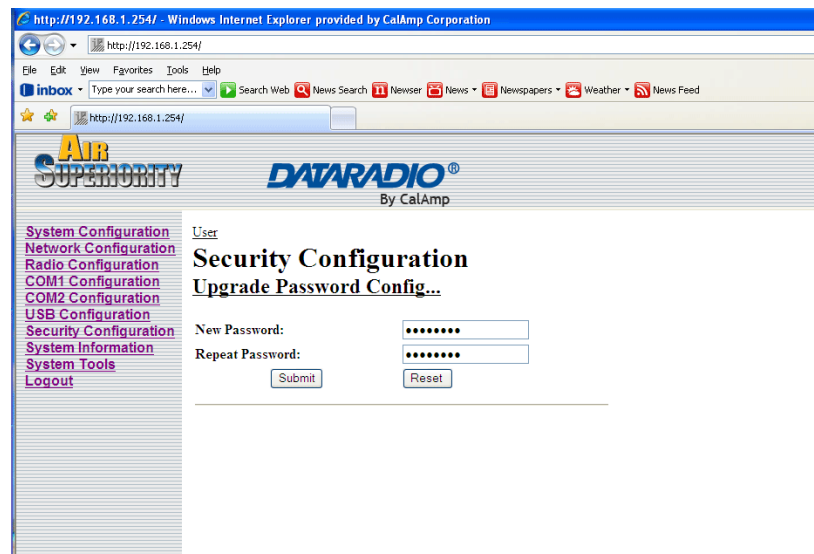 http://192.168.1.254/ - Windows Internet Explorer provided by CalAmp Corporation
http://192.168.1.254/
File Edit View Favorites Tools Help
inbox Type your search here... Search Web News Search n Newser News Newspapers Weather News Feed
http://192.168.1.254/
AIR
SUPERIORITY
DATARADIO®
By CalAmp
System Configuration
Network Configuration
Radio Configuration
COM1 Configuration
COM2 Configuration
USB Configuration
Security Configuration
System Information
System Tools
Logout
User
Security Configuration
Upgrade Password Config...
New Password: ••••••••
Repeat Password: ••••••••
Submit Reset